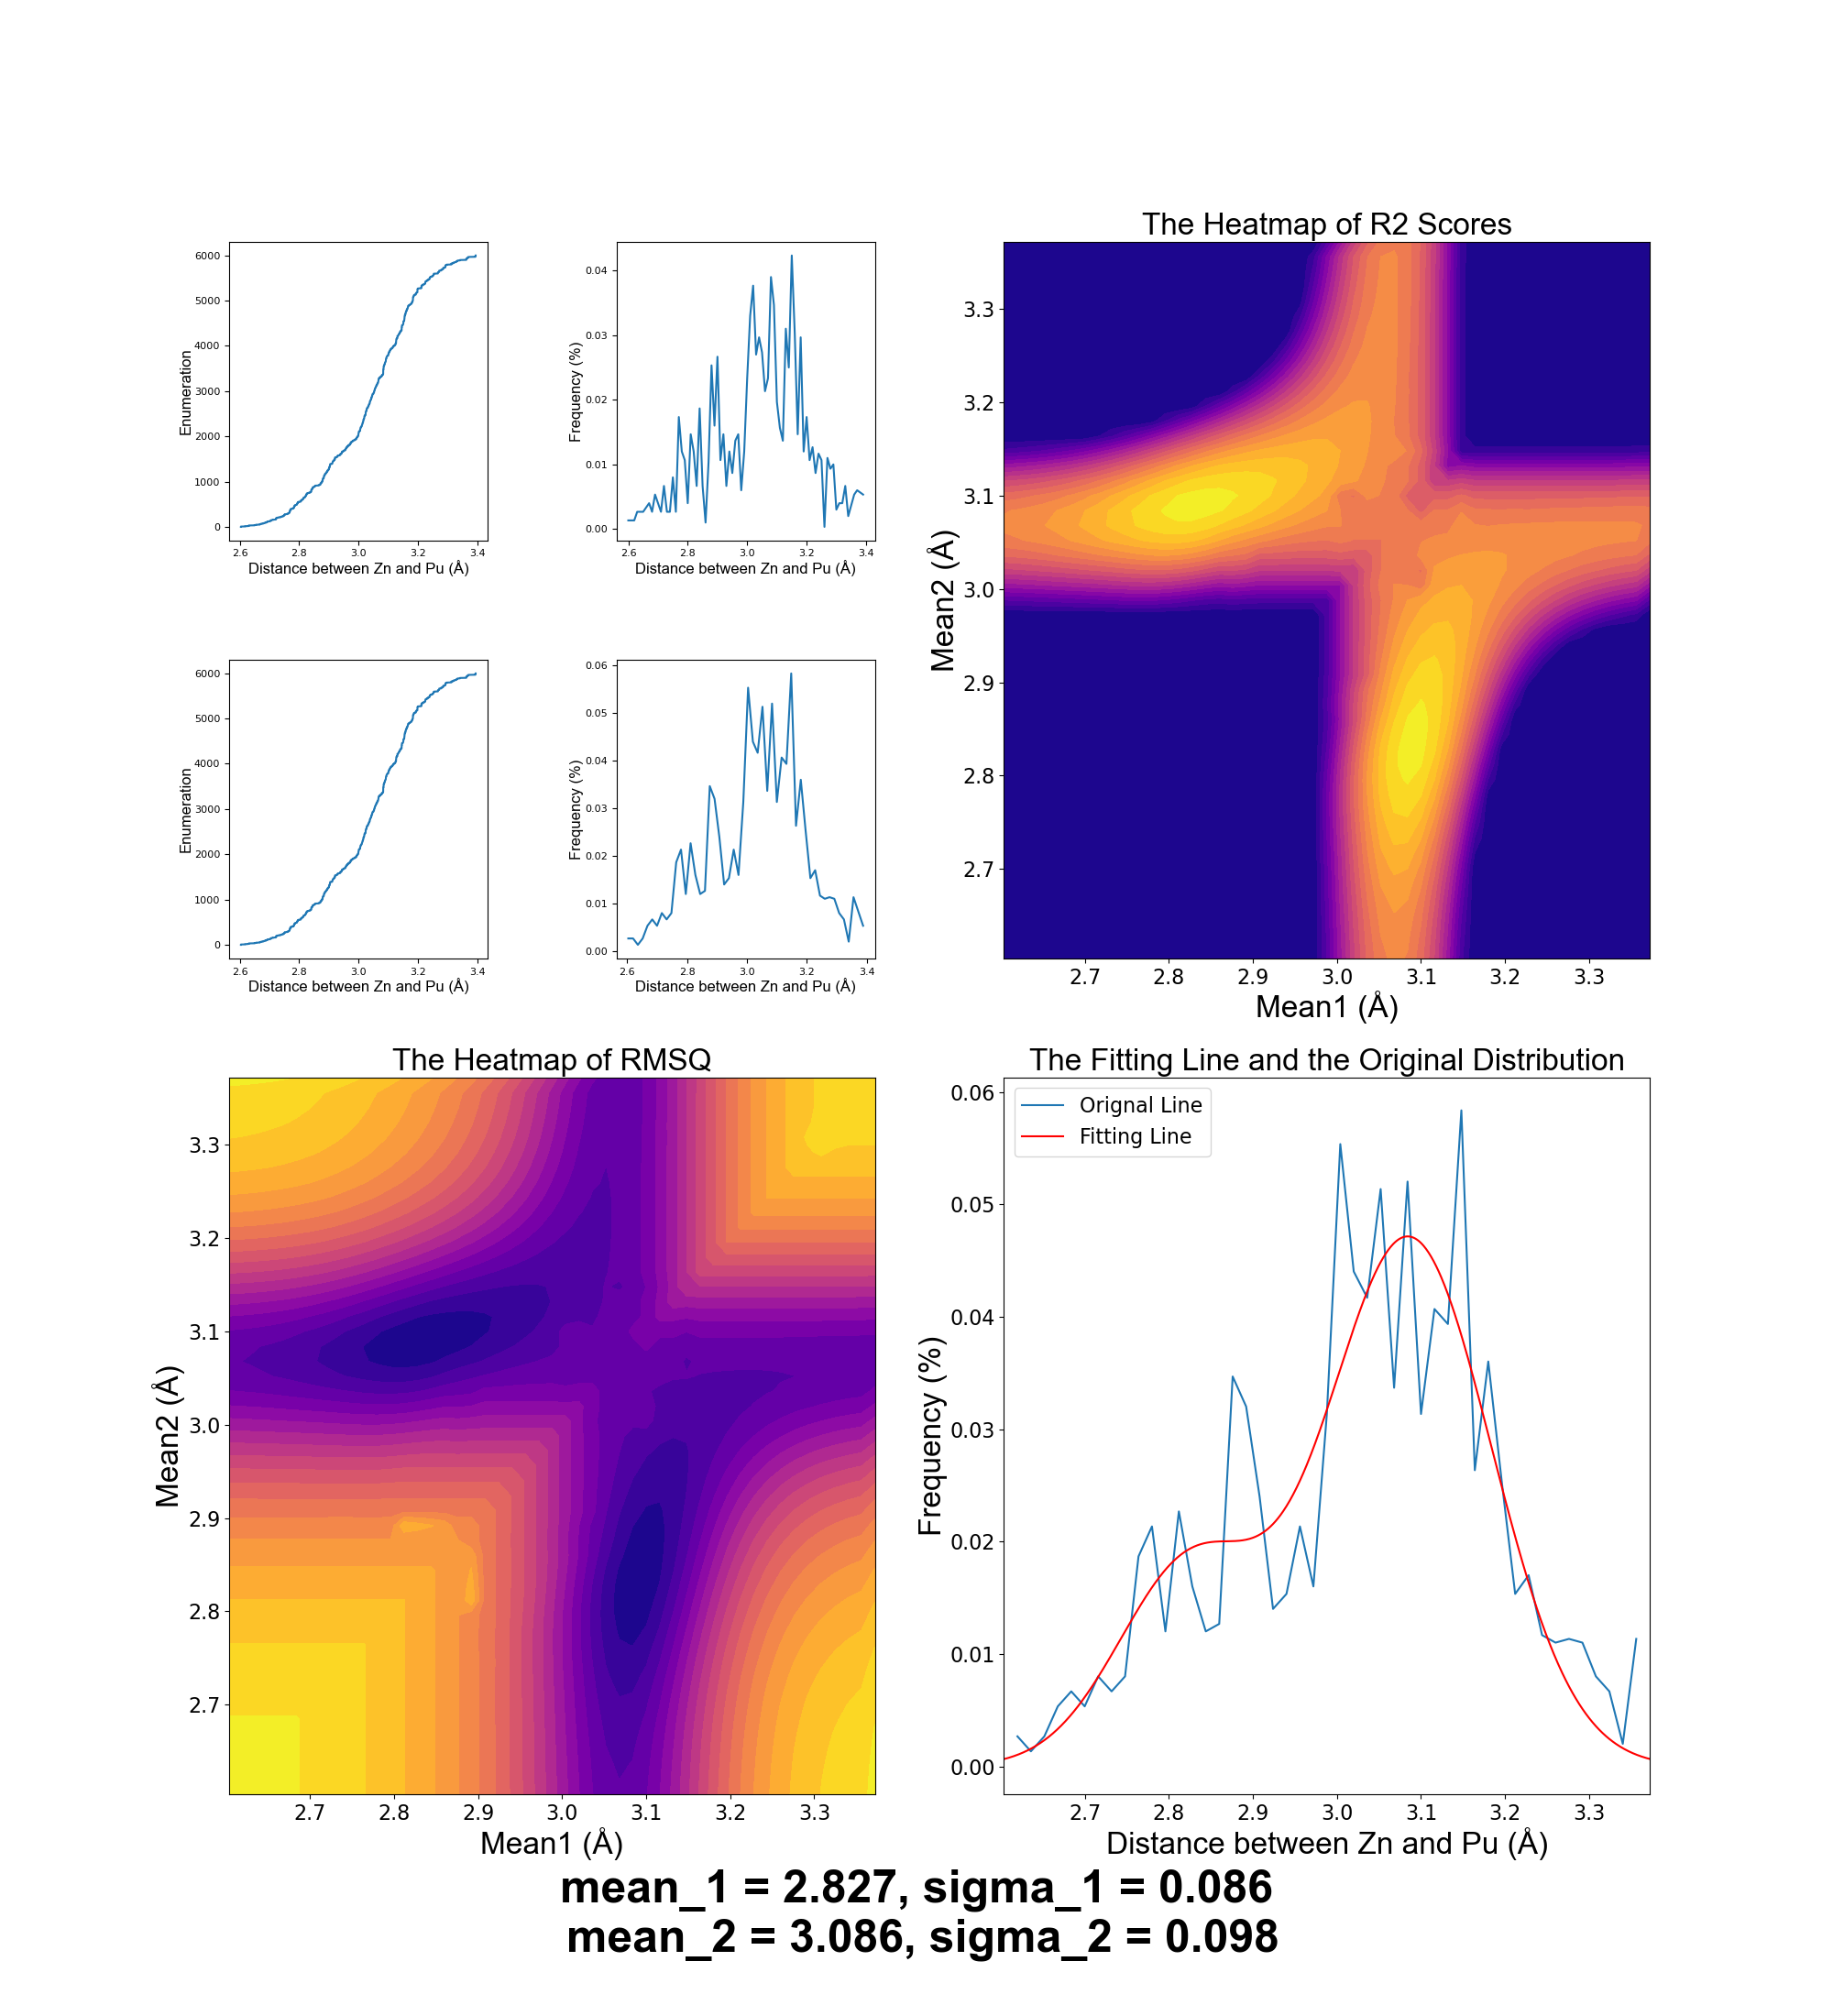 6000
5000
4000
3000
2000
1000
0
Enumeration
2.6 2.8 3.0 3.2 3.4
Distance between Zn and Pu (Å)
0.04
0.03
0.02
0.01
0.00
Frequency (%)
2.6 2.8 3.0 3.2 3.4
Distance between Zn and Pu (Å)
6000
5000
4000
3000
2000
1000
0
Enumeration
2.6 2.8 3.0 3.2 3.4
Distance between Zn and Pu (Å)
0.06
0.05
0.04
0.03
0.02
0.01
0.00
Frequency (%)
2.6 2.8 3.0 3.2 3.4
Distance between Zn and Pu (Å)
The Heatmap of R2 Scores
3.3
3.2
3.1
3.0
2.9
2.8
2.7
Mean2 (Å)
2.7 2.8 2.9 3.0 3.1 3.2 3.3
Mean1 (Å)
The Heatmap of RMSQ
3.3
3.2
3.1
3.0
2.9
2.8
2.7
Mean2 (Å)
2.7 2.8 2.9 3.0 3.1 3.2 3.3
Mean1 (Å)
The Fitting Line and the Original Distribution
Orignal Line
Fitting Line
0.06
0.05
0.04
0.03
0.02
0.01
0.00
Frequency (%)
2.7 2.8 2.9 3.0 3.1 3.2 3.3
Distance between Zn and Pu (Å)
mean_1 = 2.827, sigma_1 = 0.086
mean_2 = 3.086, sigma_2 = 0.098